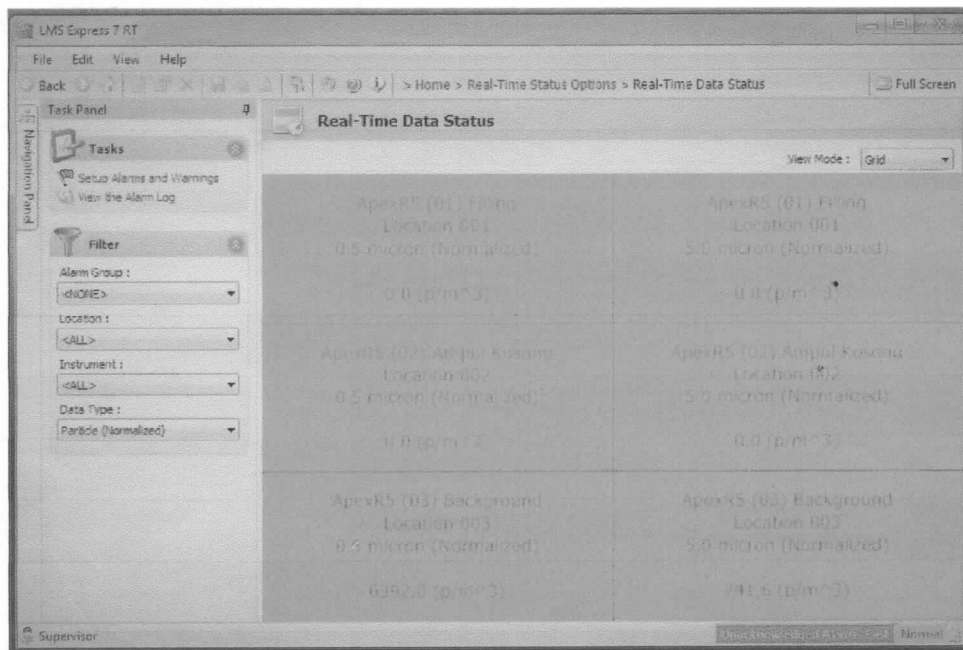 LMS Express 7 RT
File Edit View Help
Back > Home > Real-Time Status Options > Real-Time Data Status Full Screen
Navigation Panel
Task Panel
Tasks
Setup Alarms and Warnings
View the Alarm Log
Filter
Alarm Group :
<NONE>
Location :
<ALL>
Instrument :
<ALL>
Data Type :
Particle (Normalized)
Real-Time Data Status
View Mode : Grid
ApexR5 (01) Filling
Location 001
0.5 micron (Normalized)
0.0 (p/m^3)
ApexR5 (01) Filling
Location 001
5.0 micron (Normalized)
0.0 (p/m^3)
ApexR5 (02) Ampul Kosong
Location 002
0.5 micron (Normalized)
0.0 (p/m^3)
ApexR5 (02) Ampul Kosong
Location 002
5.0 micron (Normalized)
0.0 (p/m^3)
ApexR5 (03) Background
Location 003
0.5 micron (Normalized)
6392.0 (p/m^3)
ApexR5 (03) Background
Location 003
5.0 micron (Normalized)
(p/m^3)
Supervisor
Normal